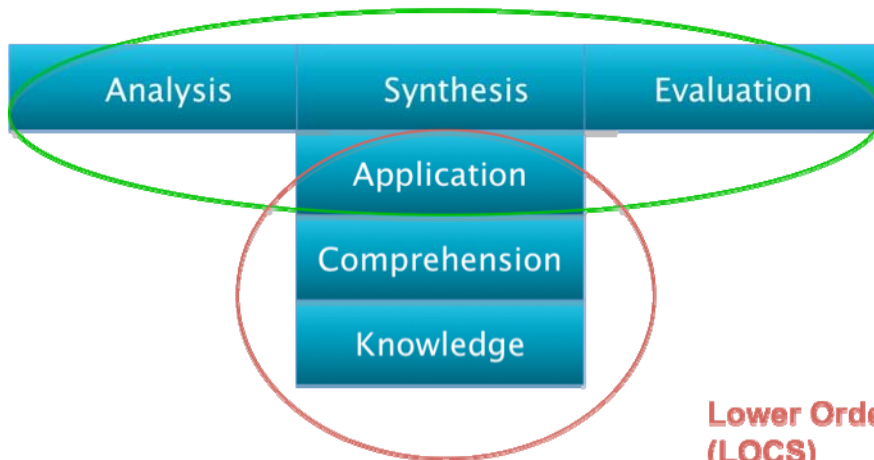 Analysis Synthesis Evaluation
Application
Comprehension
Knowledge
Lower Orde
(LOCS)